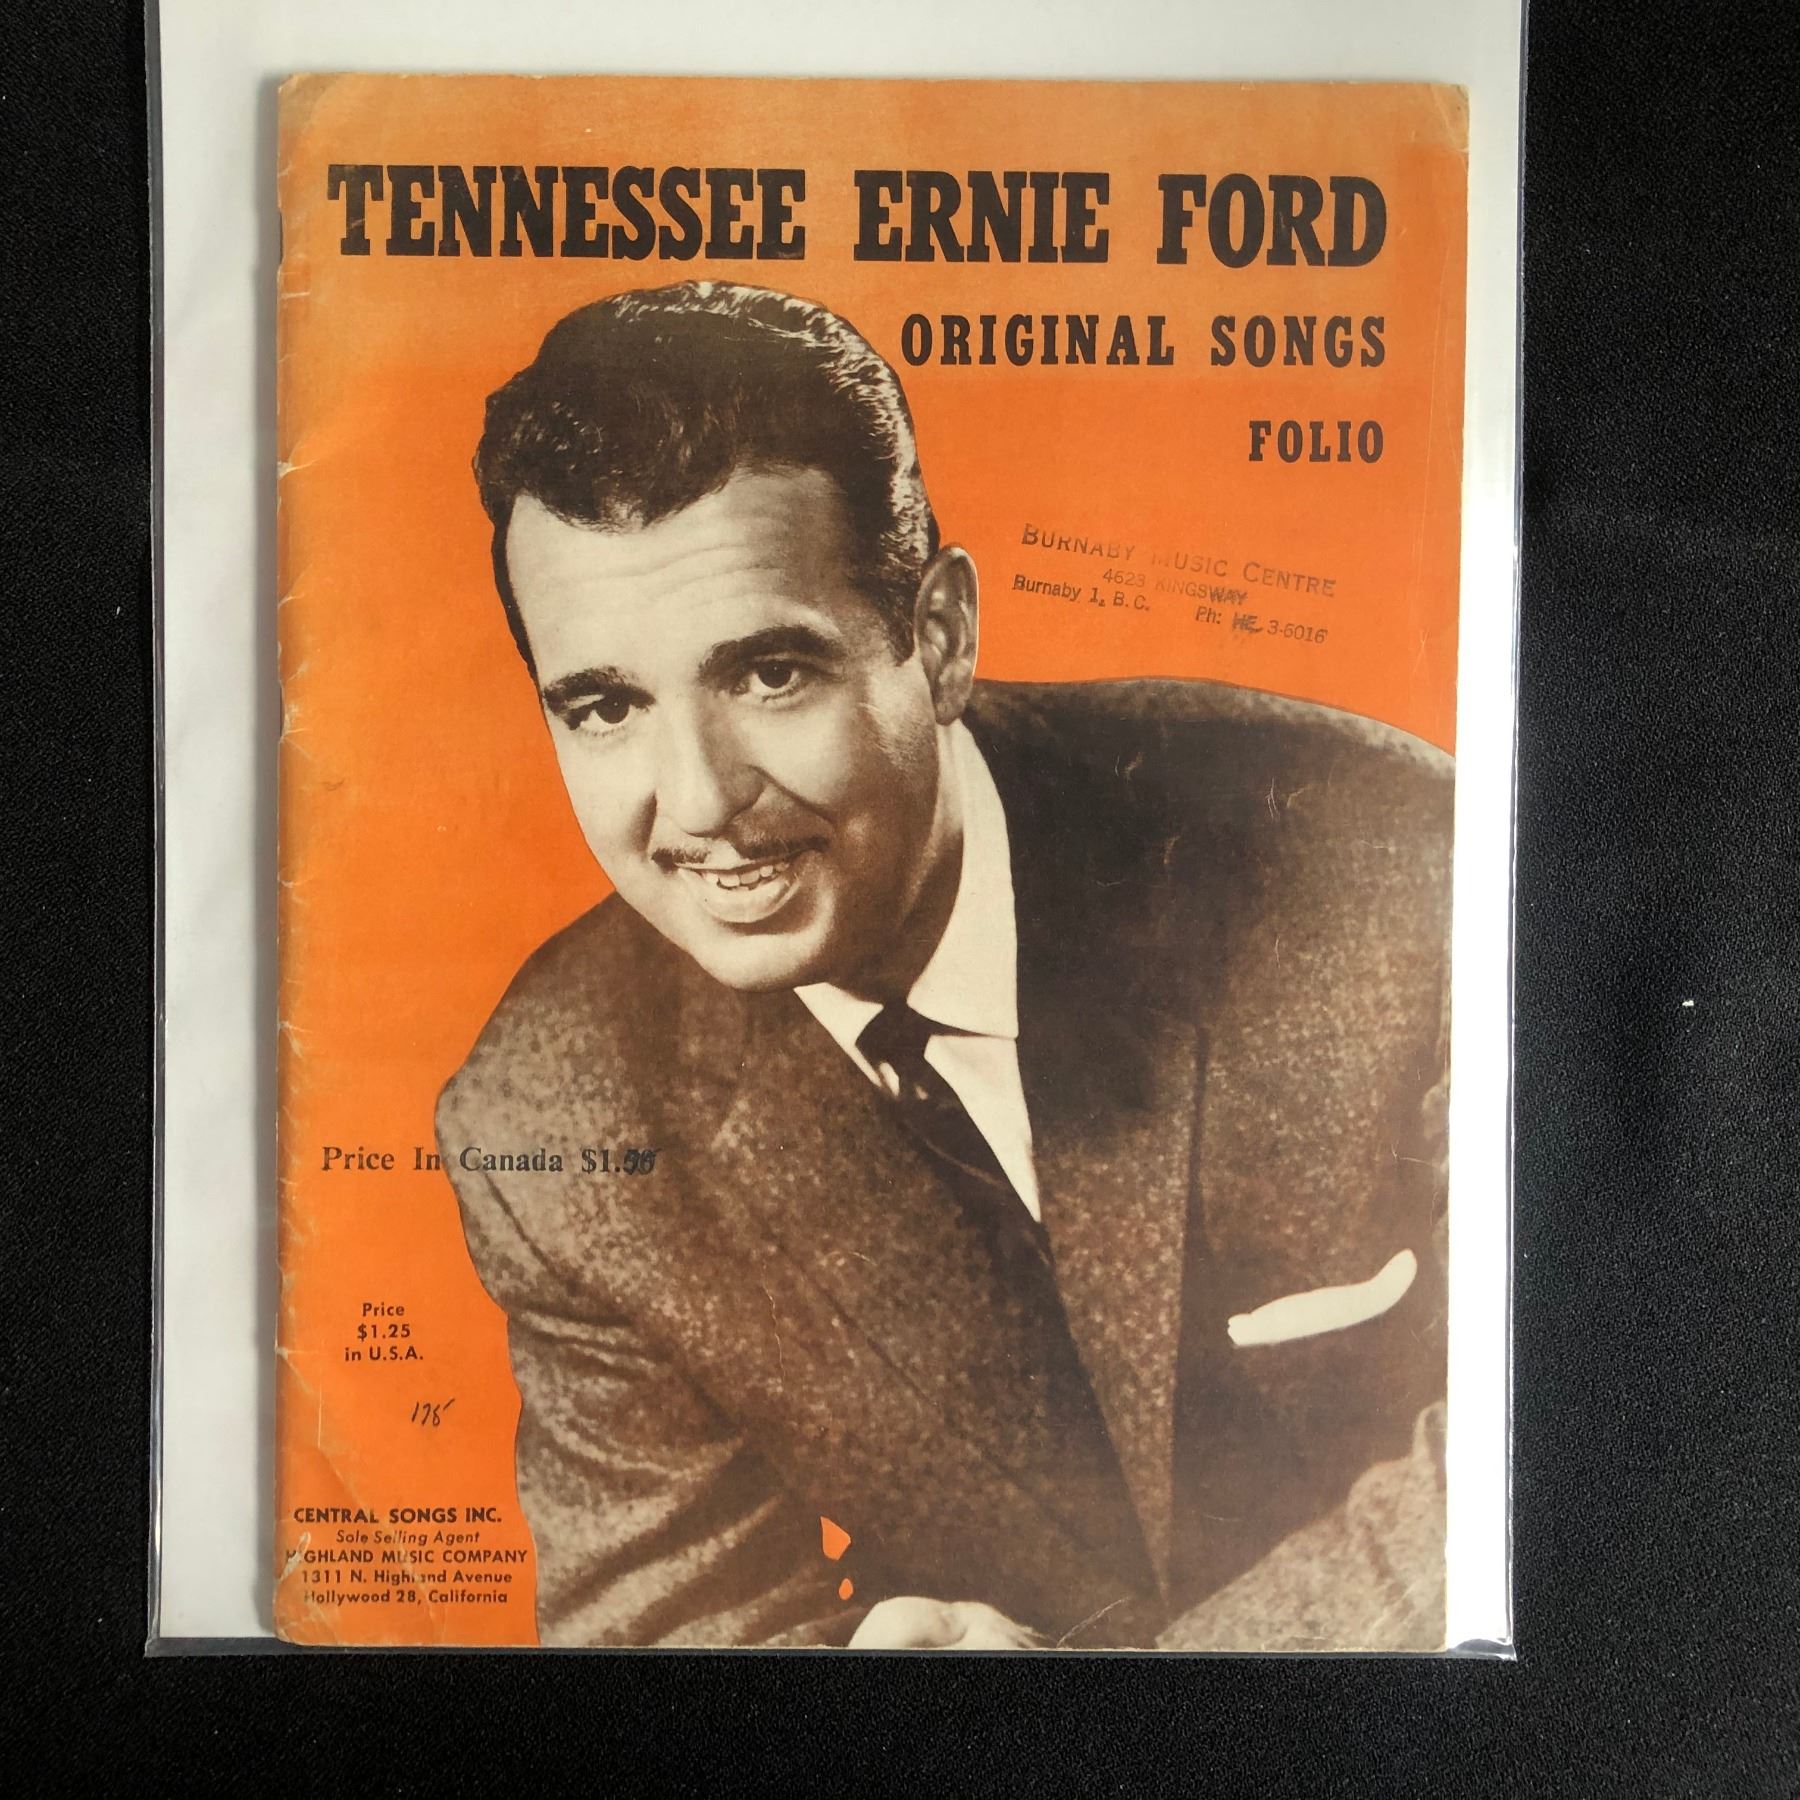 TENNESSEE ERNIE FORD
ORIGINAL SONGS
FOLIO
BURNABY MUSIC CENTRE
4623 KINGSWAY
Burnaby 1, B.C. Ph: HE 3-5016
Price In Canada $1.50
Price
$1.25
in U.S.A.
175
CENTRAL SONGS INC.
Sole Selling Agent
HIGHLAND MUSIC COMPANY
1311 N. Highland Avenue
Hollywood 28, California